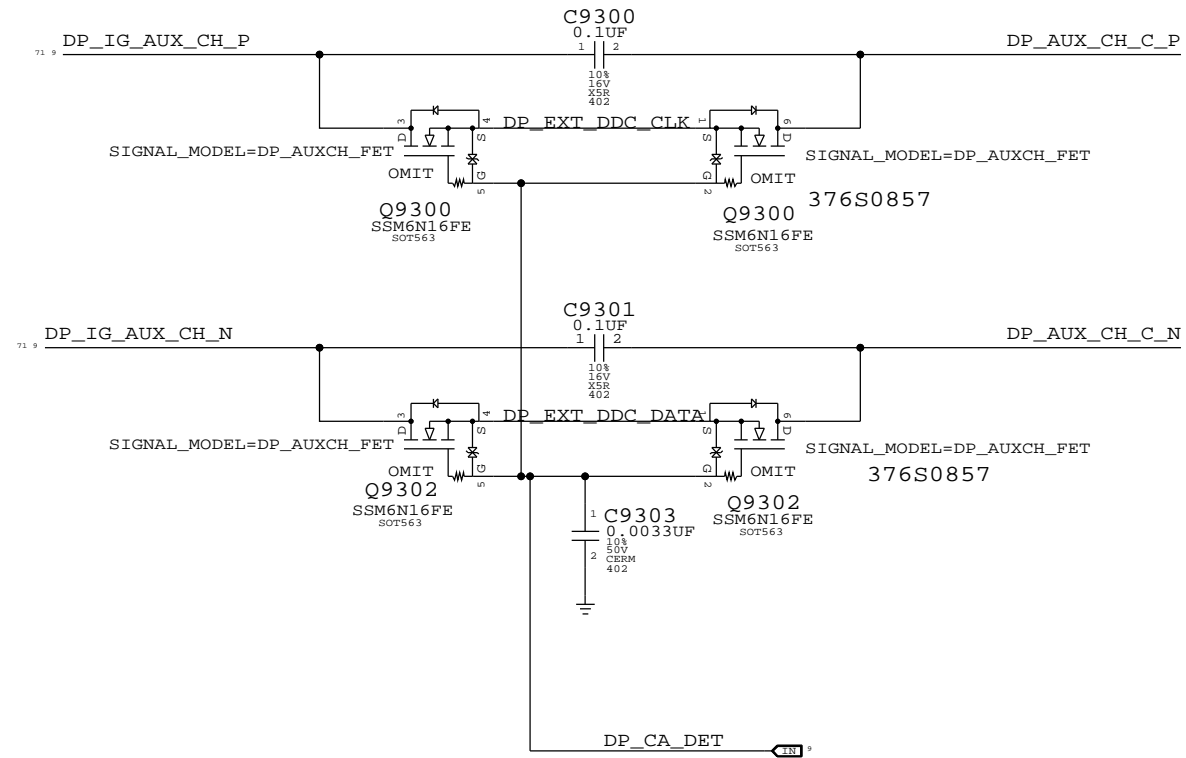 C9300
0.1UF
71 9 DP_IG_AUX_CH_P 1 2 DP_AUX_CH_C_P
10%
16V
X5R
402
3 D 4 S DP_EXT_DDC_CLK 1 S 6 D
SIGNAL_MODEL=DP_AUXCH_FET SIGNAL_MODEL=DP_AUXCH_FET
OMIT G 5 G 2 OMIT
376S0857
Q9300 Q9300
SSM6N16FE SSM6N16FE
SOT563 SOT563
C9301
0.1UF
71 9 DP_IG_AUX_CH_N 1 2 DP_AUX_CH_C_N
10%
16V
X5R
402
3 D 4 S DP_EXT_DDC_DATA 1 S 6 D
SIGNAL_MODEL=DP_AUXCH_FET SIGNAL_MODEL=DP_AUXCH_FET
OMIT G 5 G 2 OMIT
376S0857
Q9302 Q9302
SSM6N16FE SSM6N16FE
SOT563 SOT563
1 C9303
0.0033UF
10%
50V
2 CERM
402
DP_CA_DET IN 9